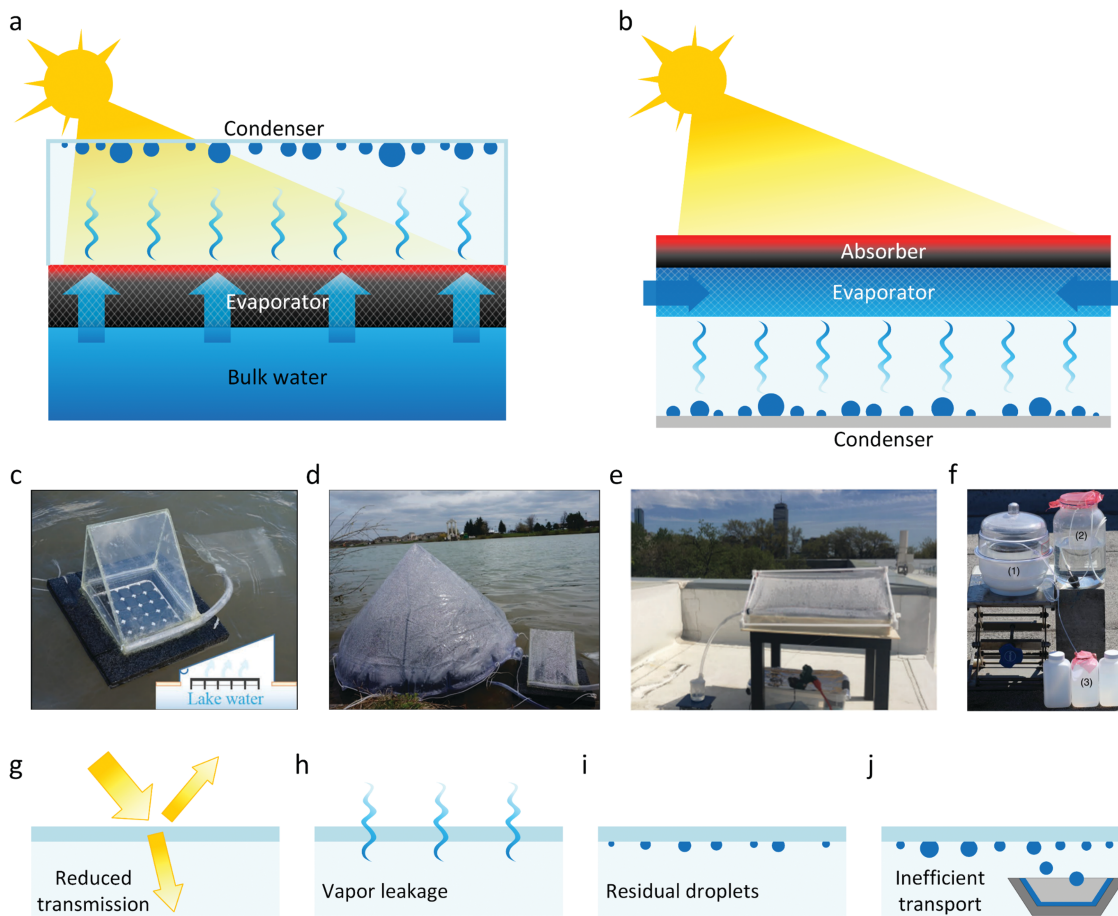 a
b
Condenser
Evaporator
Bulk water
Absorber
Evaporator
Condenser
c
d
e
f
Lake water
(1)
(2)
(3)
g
h
i
j
Reduced
transmission
Vapor leakage
Residual droplets
Inefficient
transport